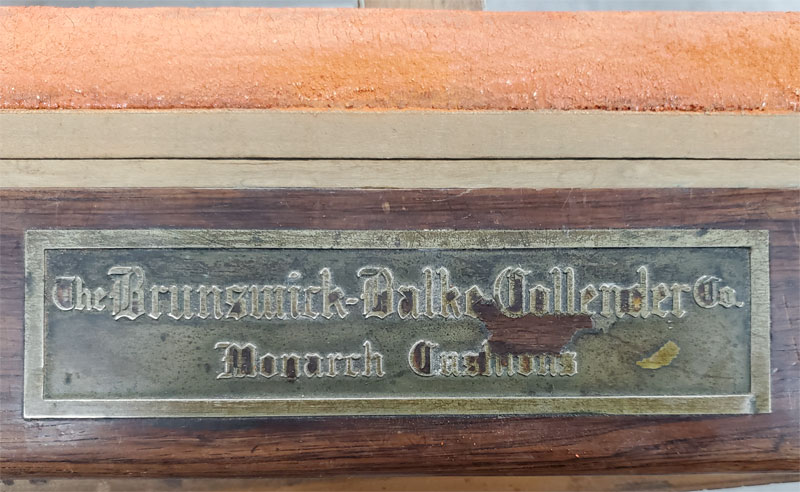 The Brunswick-Balke-Collender Co.
Monarch Cushions